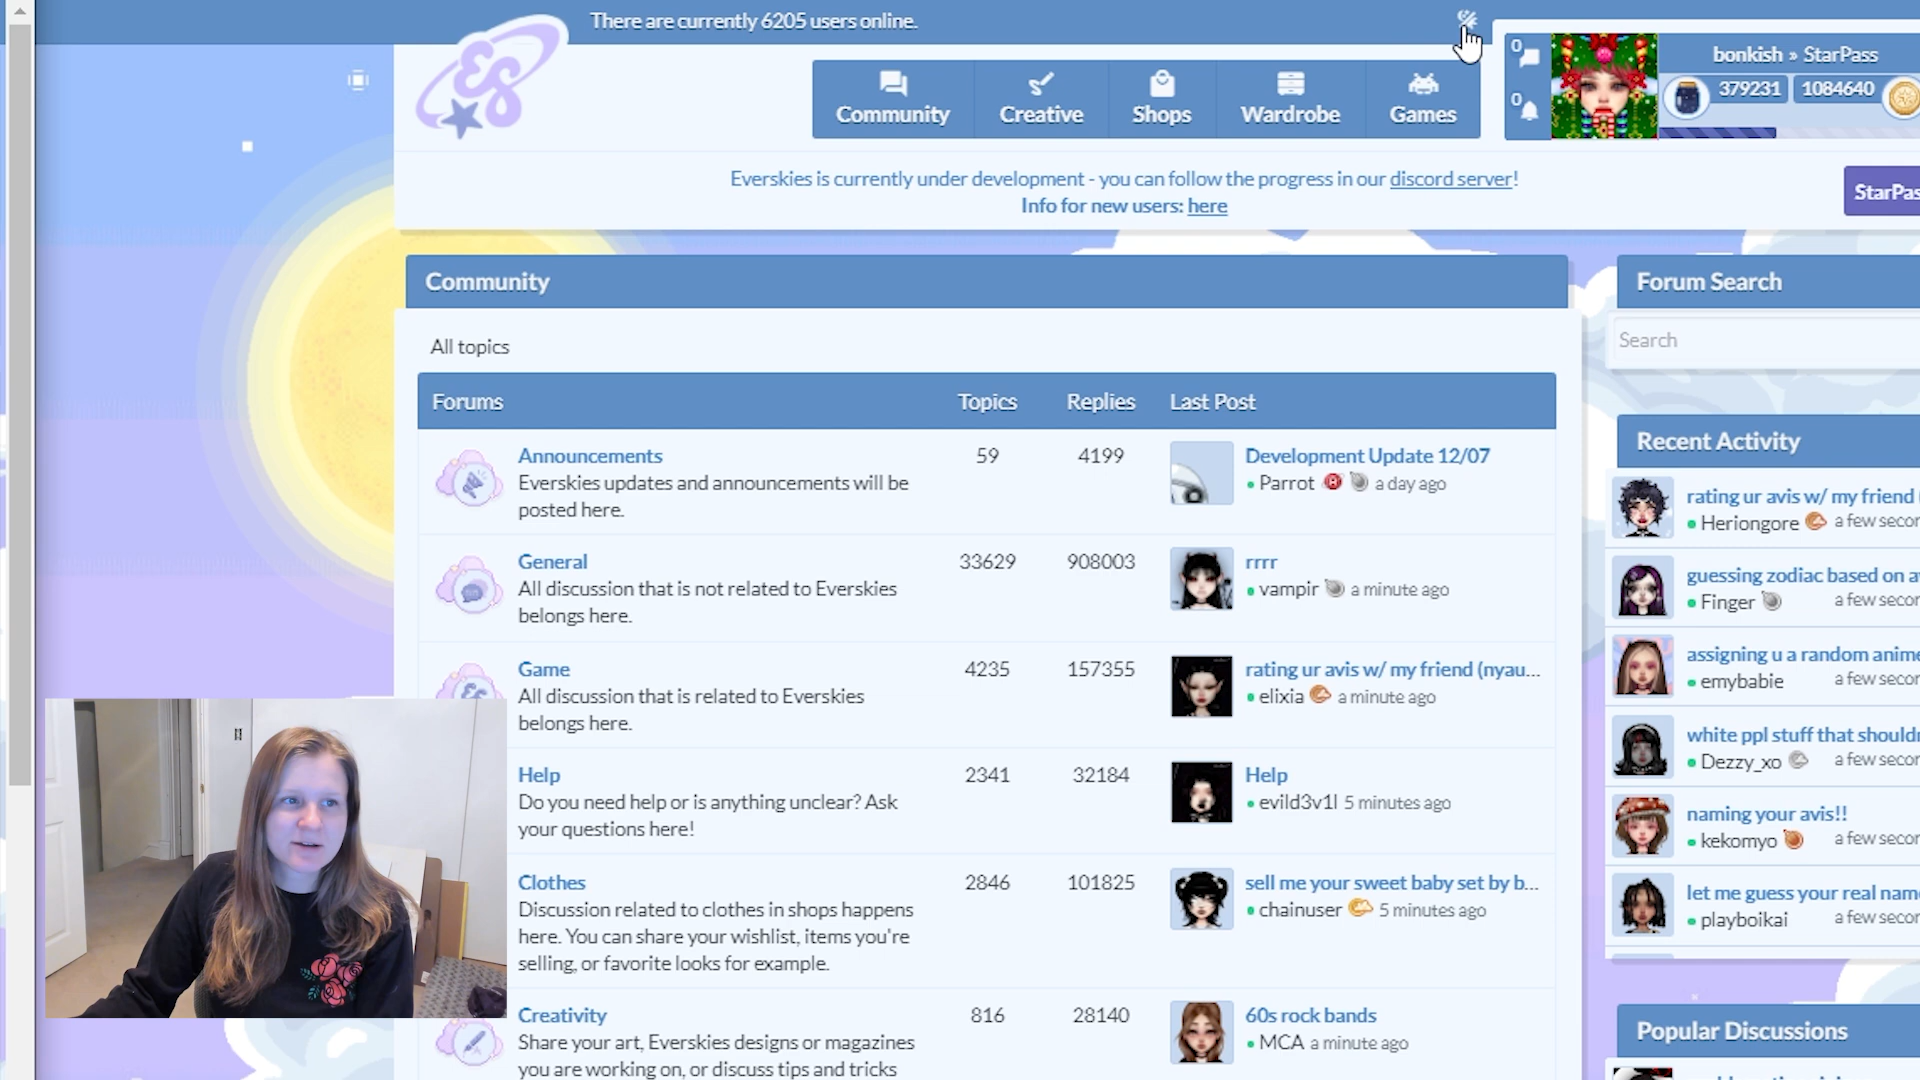 There are currently 6205 users online.
ES
Community
Creative
Shops
Wardrobe
Games
0
0
bonkish » StarPass
379231
1084640
Everskies is currently under development - you can follow the progress in our discord server!
Info for new users: here
Community
Forum Search
All topics
Search
Forums Topics Replies Last Post
Announcements 59 4199 Development Update 12/07
Everskies updates and announcements will be Parrot a day ago
posted here.
General 33629 908003 rrrr
All discussion that is not related to Everskies vampir a minute ago
belongs here.
Game 4235 157355 rating ur avis w/ my friend (nyau...
All discussion that is related to Everskies elixia a minute ago
belongs here.
Help 2341 32184 Help
Do you need help or is anything unclear? Ask evild3v1l 5 minutes ago
your questions here!
Clothes 2846 101825 sell me your sweet baby set by b...
Discussion related to clothes in shops happens chainuser 5 minutes ago
here. You can share your wishlist, items you're
selling, or favorite looks for example.
Creativity 816 28140 60s rock bands
Share your art, Everskies designs or magazines MCA a minute ago
you are working on, or discuss tips and tricks
Recent Activity
rating ur avis w/ my friend
Heriongore a few
guessing zodiac based on
Finger a few
assigning u a random anime
emybabie a few
white ppl stuff that
Dezzy_xo a few
naming your avis!!
kekomyo a few
let me guess your real name
playboikai a few
Popular Discussions